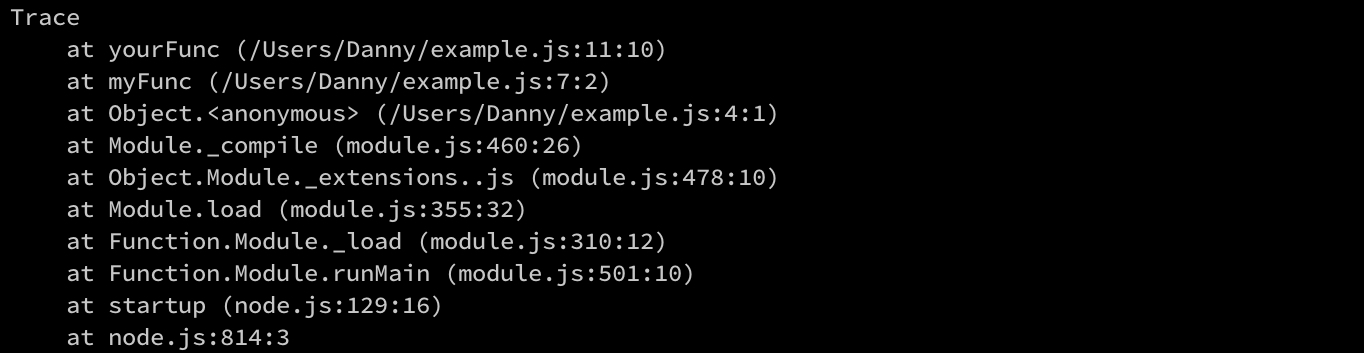 Trace
    at yourFunc (/Users/Danny/example.js:11:10)
    at myFunc (/Users/Danny/example.js:7:2)
    at Object.<anonymous> (/Users/Danny/example.js:4:1)
    at Module._compile (module.js:460:26)
    at Object.Module._extensions..js (module.js:478:10)
    at Module.load (module.js:355:32)
    at Function.Module._load (module.js:310:12)
    at Function.Module.runMain (module.js:501:10)
    at startup (node.js:129:16)
    at node.js:814:3